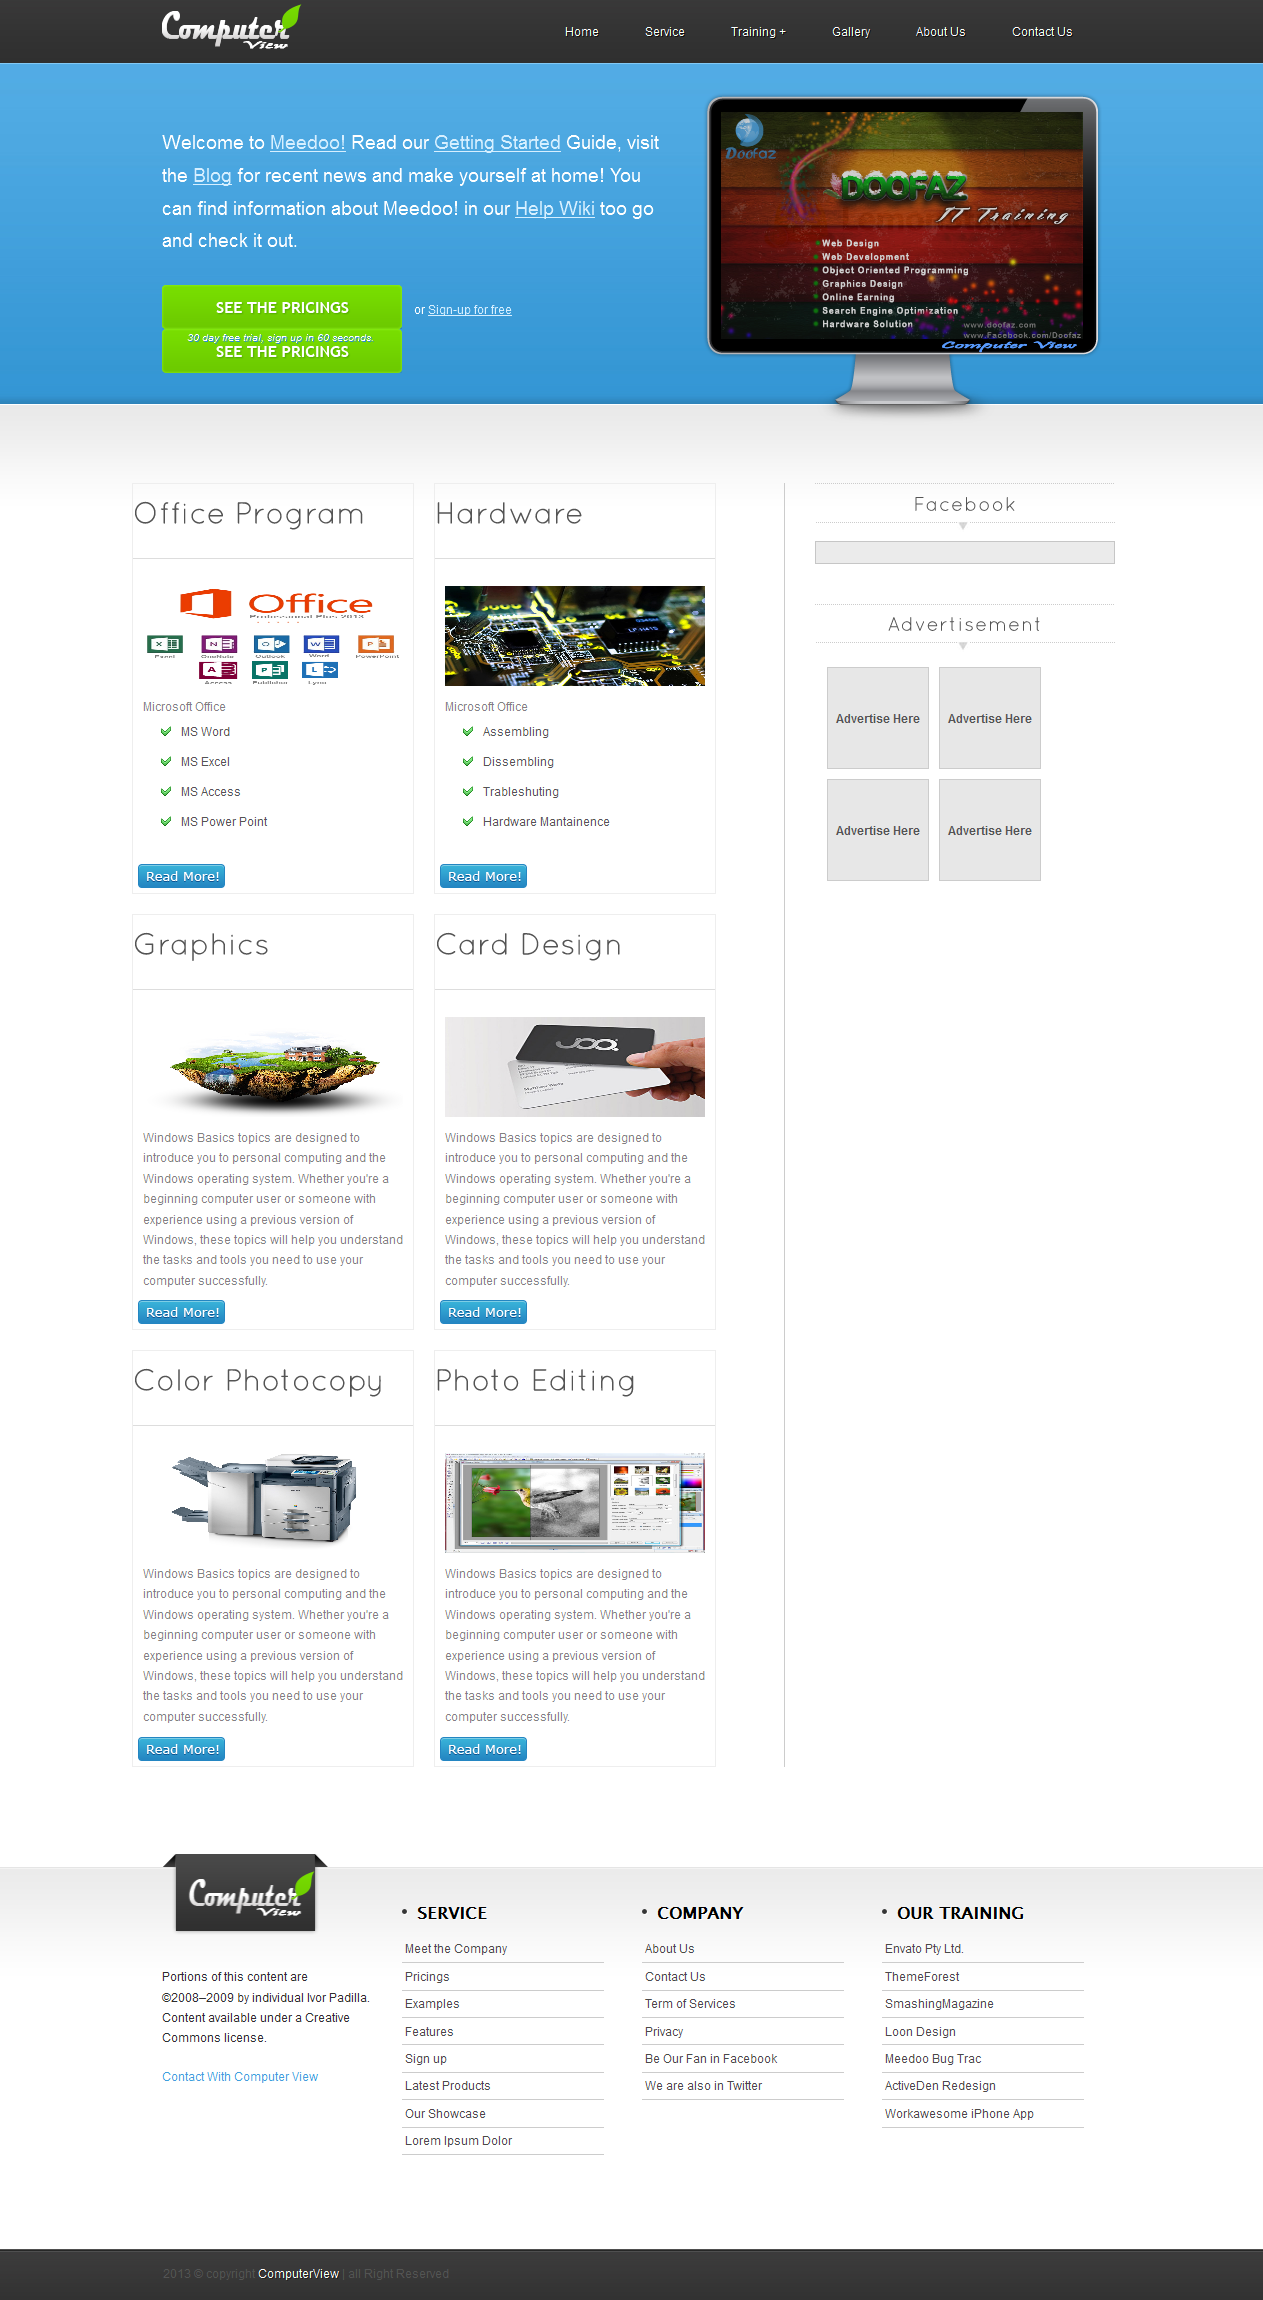 Computer
View
Home
Service
Training +
Gallery
About Us
Contact Us
Welcome to Meedoo! Read our Getting Started Guide, visit
the Blog for recent news and make yourself at home! You
can find information about Meedoo! in our Help Wiki too go
and check it out.
SEE THE PRICINGS
30 day free trial, sign up in 60 seconds.
SEE THE PRICINGS
or Sign-up for free
Doofaz
DOOFAZ
IT Training
Web Design
Web Development
Object Oriented Programming
Graphics Design
Online Earning
Search Engine Optimization
Hardware Solution
www.doofaz.com
www.Facebook.com/Doofaz
Computer View
Office Program
Office
Professional Plus 2013
Excel
OneNote
Outlook
Word
PowerPoint
Access
Publisher
Lync
Microsoft Office
MS Word
MS Excel
MS Access
MS Power Point
Read More!
Hardware
Microsoft Office
Assembling
Dissembling
Trableshuting
Hardware Mantainence
Read More!
Facebook
Advertisement
Advertise Here
Advertise Here
Advertise Here
Advertise Here
Graphics
Windows Basics topics are designed to
introduce you to personal computing and the
Windows operating system. Whether you're a
beginning computer user or someone with
experience using a previous version of
Windows, these topics will help you understand
the tasks and tools you need to use your
computer successfully.
Read More!
Card Design
JOQ
Windows Basics topics are designed to
introduce you to personal computing and the
Windows operating system. Whether you're a
beginning computer user or someone with
experience using a previous version of
Windows, these topics will help you understand
the tasks and tools you need to use your
computer successfully.
Read More!
Color Photocopy
Windows Basics topics are designed to
introduce you to personal computing and the
Windows operating system. Whether you're a
beginning computer user or someone with
experience using a previous version of
Windows, these topics will help you understand
the tasks and tools you need to use your
computer successfully.
Read More!
Photo Editing
Windows Basics topics are designed to
introduce you to personal computing and the
Windows operating system. Whether you're a
beginning computer user or someone with
experience using a previous version of
Windows, these topics will help you understand
the tasks and tools you need to use your
computer successfully.
Read More!
Computer
View
Portions of this content are
©2008–2009 by individual Ivor Padilla.
Content available under a Creative
Commons license.
Contact With Computer View
SERVICE
Meet the Company
Pricings
Examples
Features
Sign up
Latest Products
Our Showcase
Lorem Ipsum Dolor
COMPANY
About Us
Contact Us
Term of Services
Privacy
Be Our Fan in Facebook
We are also in Twitter
OUR TRAINING
Envato Pty Ltd.
ThemeForest
SmashingMagazine
Loon Design
Meedoo Bug Trac
ActiveDen Redesign
Workawesome iPhone App
2013 © copyright ComputerView | all Right Reserved